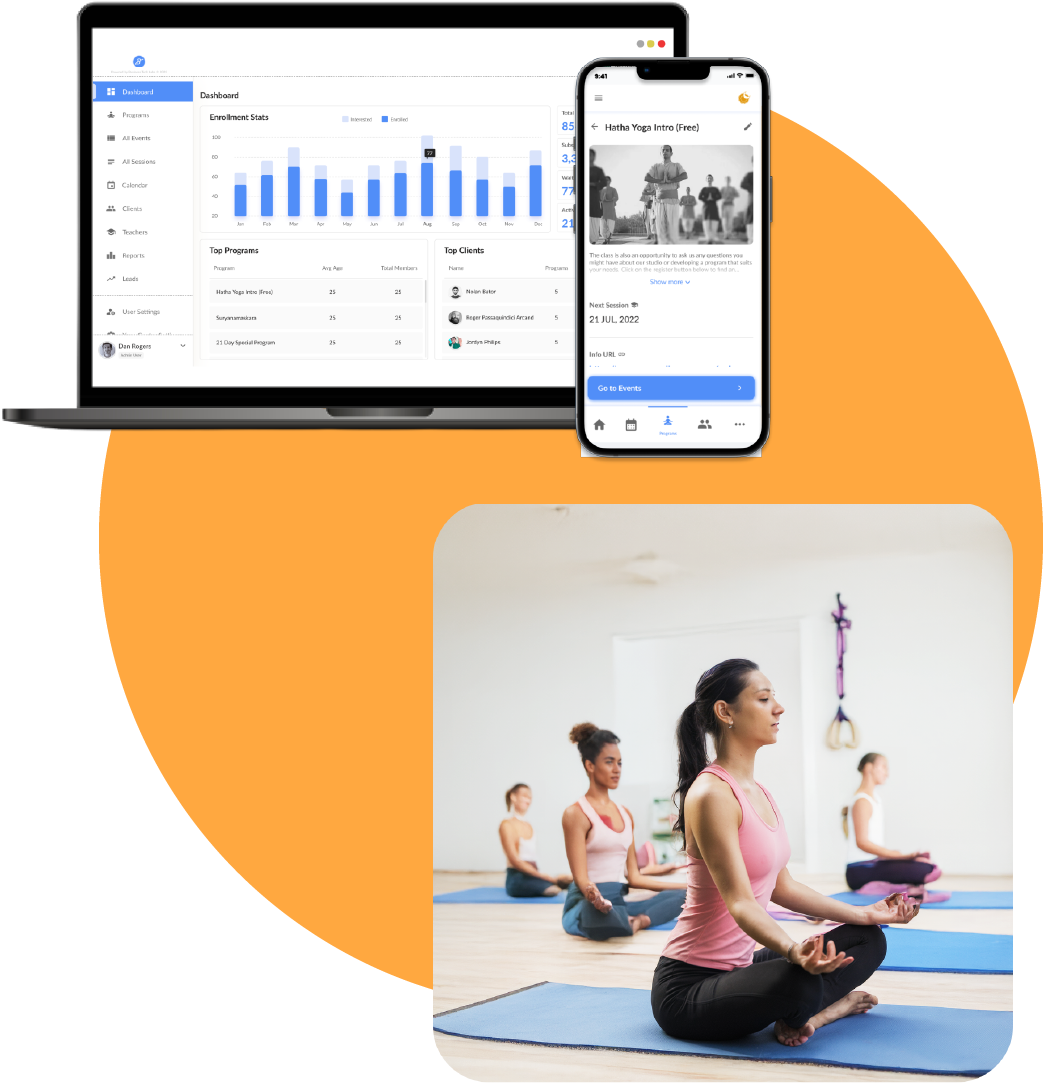 Dashboard
Programs
All Events
All Sessions
Calendar
Clients
Teachers
Reports
Leads
User Settings
Dan Rogers
Dashboard
Enrollment Stats
Interested
Enrolled
100
80
60
40
20
77
Jan Feb Mar Apr May Jun Jul Aug Sep Oct Nov Dec
Top Programs
Program Avg Age Total Members
Hatha Yoga Intro (Free) 25 25
Suryanamaskara 25 25
21 Day Special Program 25 25
Top Clients
Name Programs
Nolan Bator 5
Roger Passaquindici Arcand 5
Jordyn Philips 5
Total
85
Subs
3,3
77
Activ
21
9:41
Hatha Yoga Intro (Free)
The class is also an opportunity to ask us any questions you
might have about our studio or developing a program that suits
your needs. Click on the register button below to find an...
Show more
Next Session
21 JUL, 2022
Info URL
Go to Events
Programs